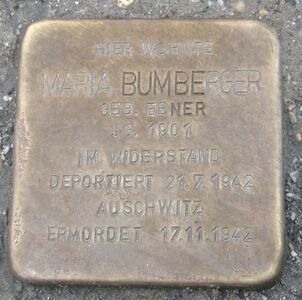 HIER WOHNTE
MARIA BUMBERGER
GEB. EBNER
JG. 1901
IM WIDERSTAND
DEPORTIERT 21.7.1942
AUSCHWITZ
ERMORDET 17.11.1942